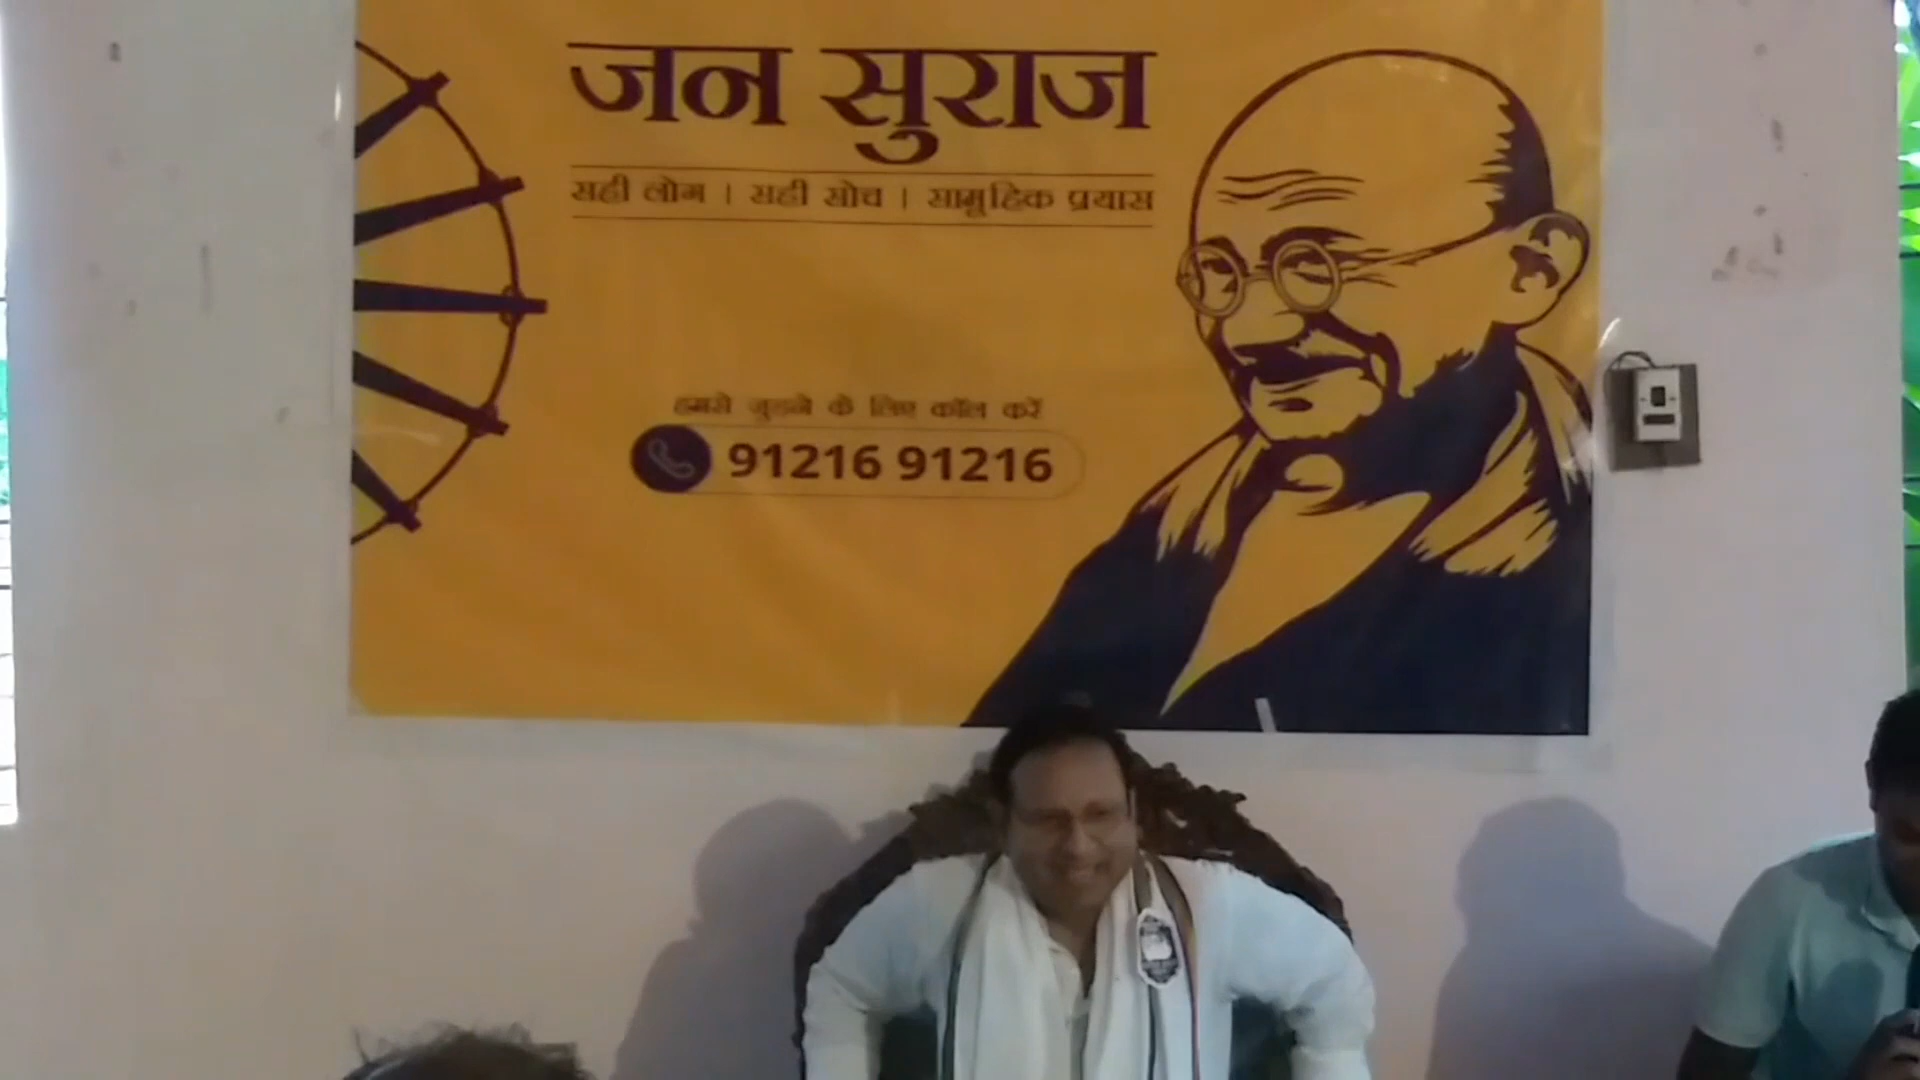 जन सुराज
सही लोग | सही सोच | सामूहिक प्रयास
हमसे जुड़ने के लिए कॉल करें
91216 91216